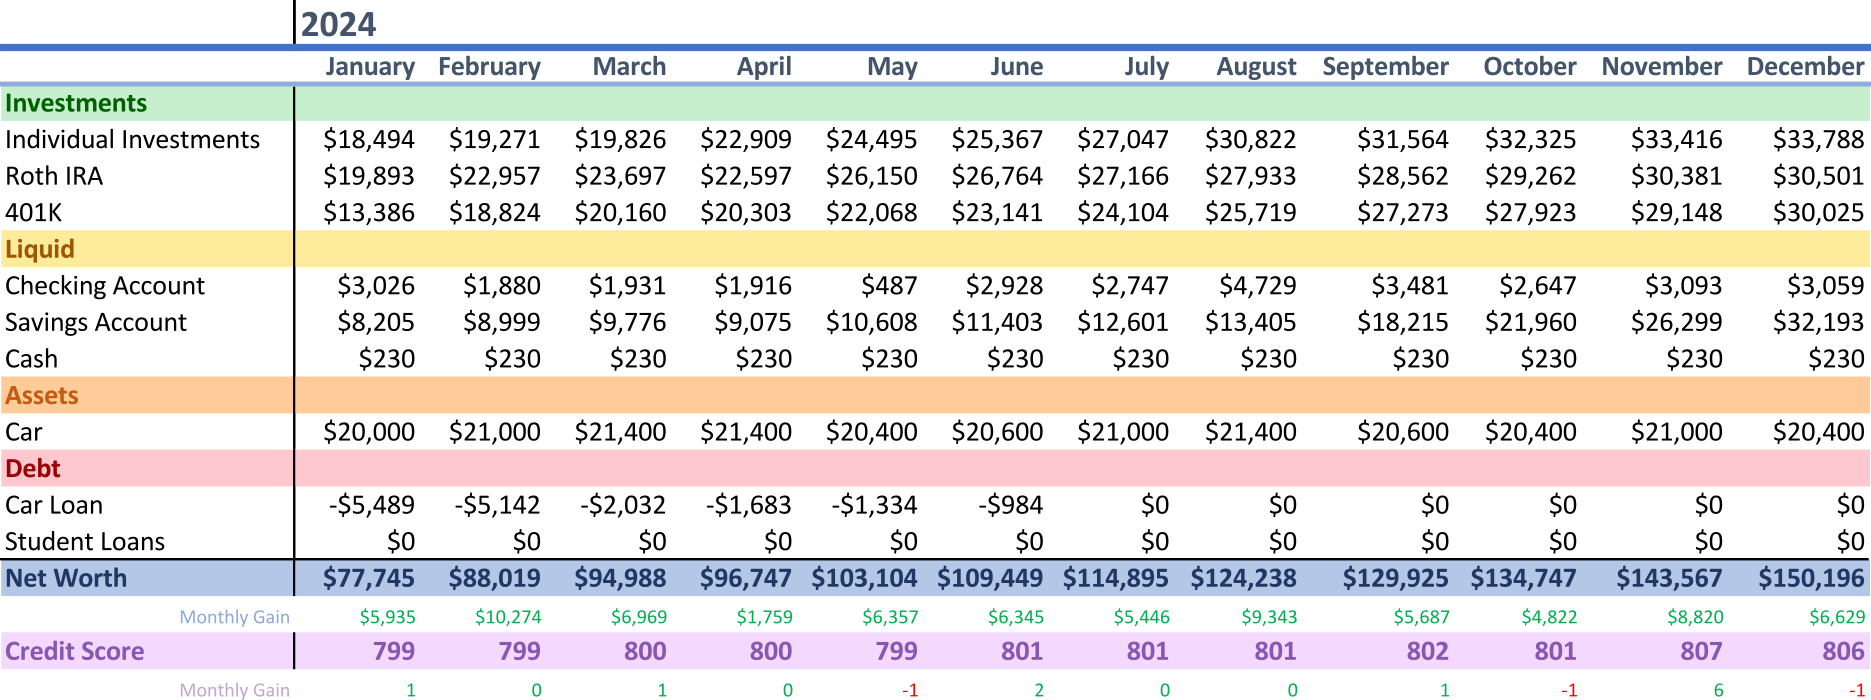 2024
January February March April May June July August September October November December
Investments
Individual Investments $18,494 $19,271 $19,826 $22,909 $24,495 $25,367 $27,047 $30,822 $31,564 $32,325 $33,416 $33,788
Roth IRA $19,893 $22,957 $23,697 $22,597 $26,150 $26,764 $27,166 $27,933 $28,562 $29,262 $30,381 $30,501
401K $13,386 $18,824 $20,160 $20,303 $22,068 $23,141 $24,104 $25,719 $27,273 $27,923 $29,148 $30,025
Liquid
Checking Account $3,026 $1,880 $1,931 $1,916 $487 $2,928 $2,747 $4,729 $3,481 $2,647 $3,093 $3,059
Savings Account $8,205 $8,999 $9,776 $9,075 $10,608 $11,403 $12,601 $13,405 $18,215 $21,960 $26,299 $32,193
Cash $230 $230 $230 $230 $230 $230 $230 $230 $230 $230 $230 $230
Assets
Car $20,000 $21,000 $21,400 $21,400 $20,400 $20,600 $21,000 $21,400 $20,600 $20,400 $21,000 $20,400
Debt
Car Loan -$5,489 -$5,142 -$2,032 -$1,683 -$1,334 -$984 $0 $0 $0 $0 $0 $0
Student Loans $0 $0 $0 $0 $0 $0 $0 $0 $0 $0 $0 $0
Net Worth $77,745 $88,019 $94,988 $96,747 $103,104 $109,449 $114,895 $124,238 $129,925 $134,747 $143,567 $150,196
Monthly Gain $5,935 $10,274 $6,969 $1,759 $6,357 $6,345 $5,446 $9,343 $5,687 $4,822 $8,820 $6,629
Credit Score 799 799 800 800 799 801 801 801 802 801 807 806
Monthly Gain 1 0 1 0 -1 2 0 0 1 -1 6 -1